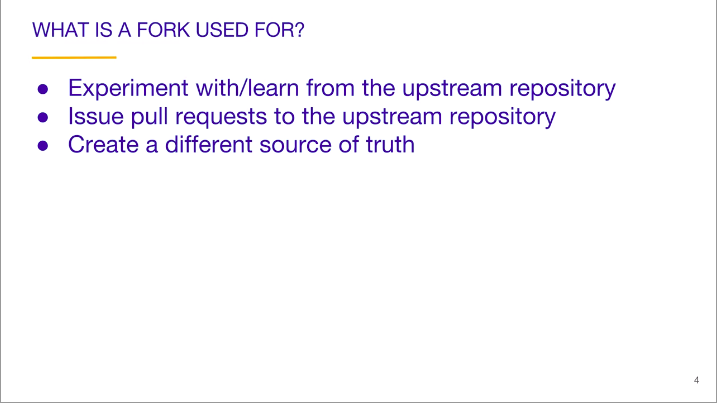 WHAT IS A FORK USED FOR?
● Experiment with/learn from the upstream repository
● Issue pull requests to the upstream repository
● Create a different source of truth
4